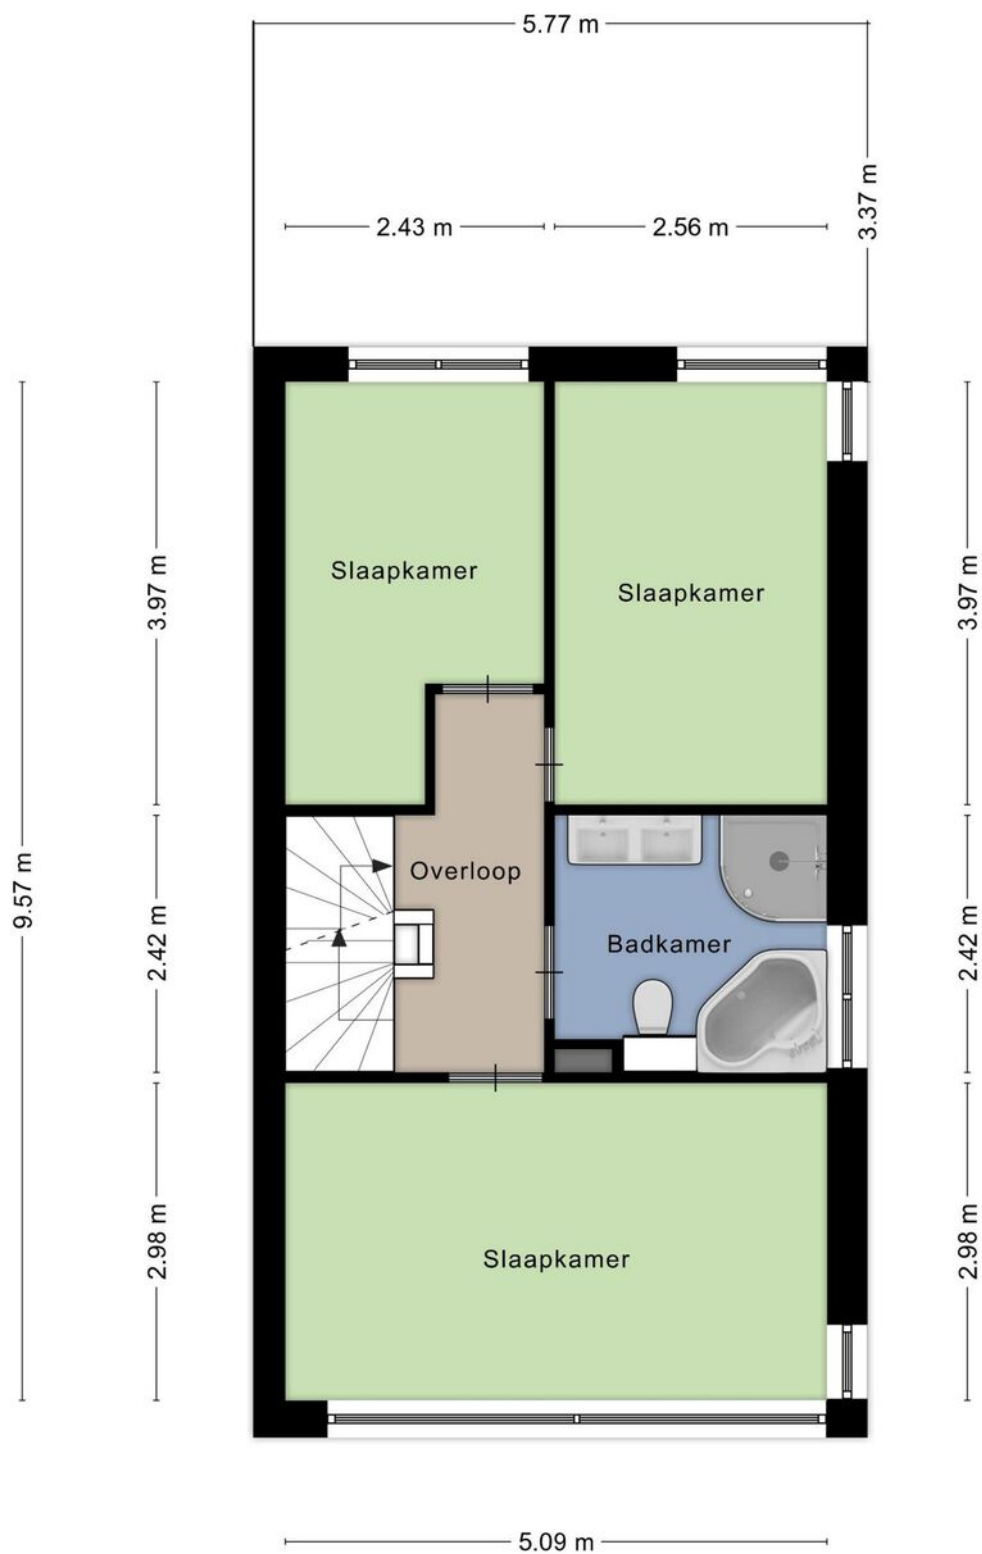 5.77 m
3.37 m
2.43 m
2.56 m
3.97 m
3.97 m
Slaapkamer
Slaapkamer
9.57 m
Overloop
2.42 m
2.42 m
Badkamer
2.98 m
2.98 m
Slaapkamer
5.09 m